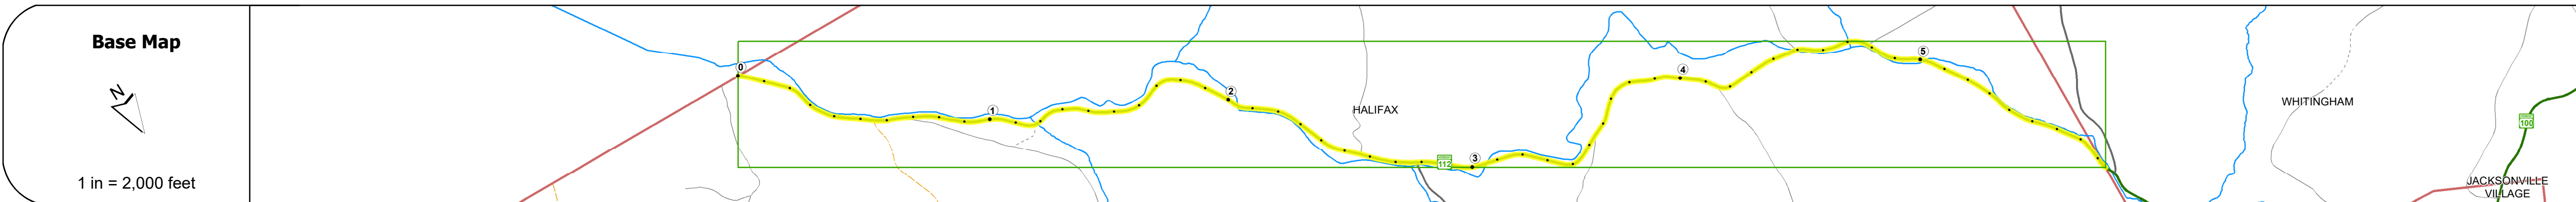 Base Map
N
1 in = 2,000 feet
0
1
2
HALIFAX
112
3
4
5
WHITINGHAM
100
JACKSONVILLE
VILLAGE